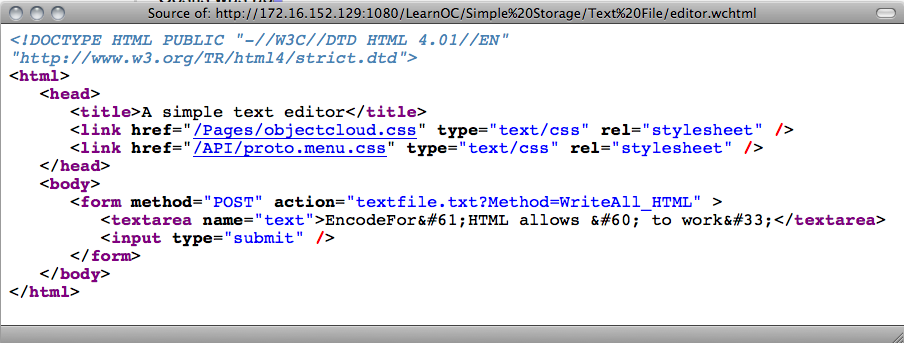 Source of: http://172.16.152.129:1080/LearnOC/Simple%20Storage/Text%20File/editor.wchtml
<!DOCTYPE HTML PUBLIC "-//W3C//DTD HTML 4.01//EN"
"http://www.w3.org/TR/html4/strict.dtd">
<html>
   <head>
      <title>A simple text editor</title>
      <link href="/Pages/objectcloud.css" type="text/css" rel="stylesheet" />
      <link href="/API/proto.menu.css" type="text/css" rel="stylesheet" />
   </head>
   <body>
      <form method="POST" action="textfile.txt?Method=WriteAll_HTML" >
         <textarea name="text">EncodeFor&#61;HTML allows &#60; to work&#33;</textarea>
         <input type="submit" />
      </form>
   </body>
</html>